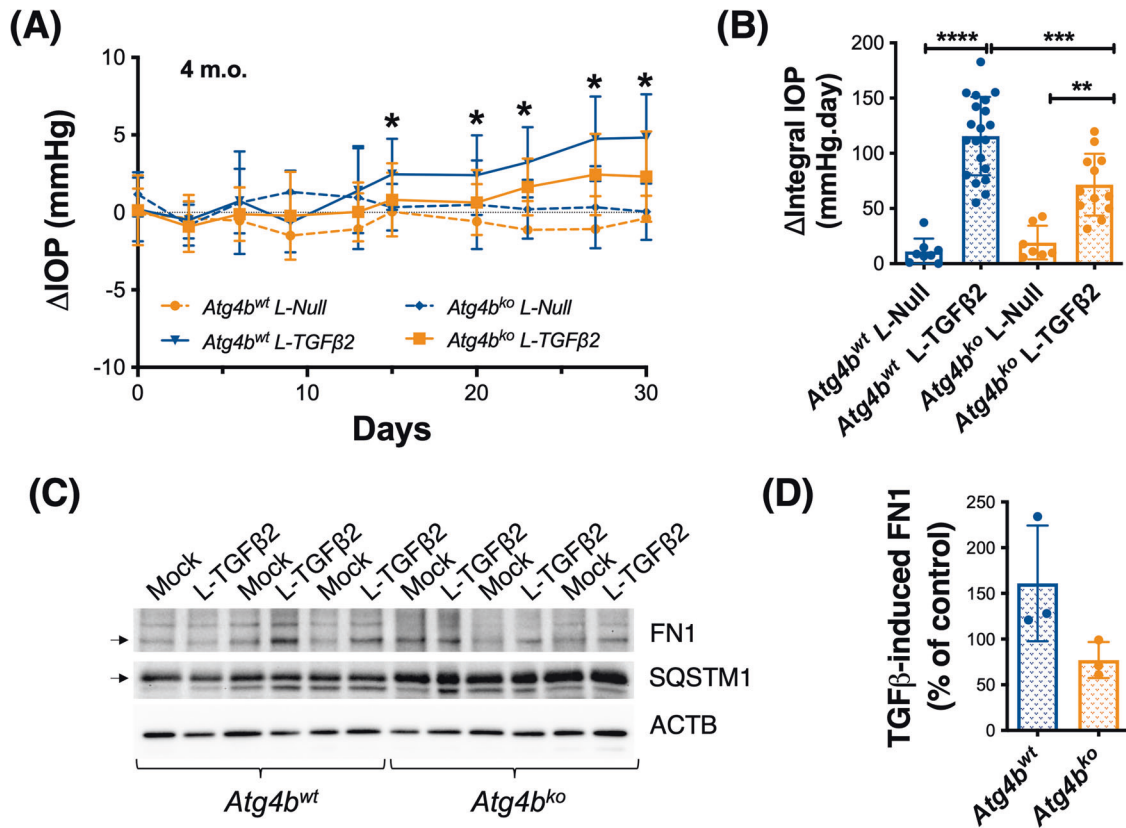 (A)
ΔIOP (mmHg)
10
5
0
-5
-10
4 m.o.
* * * * *
Atg4b^wt L-Null
Atg4b^ko L-Null
Atg4b^wt L-TGFβ2
Atg4b^ko L-TGFβ2
0 10 20 30
Days
(B)
ΔIntegral IOP
(mmHg.day)
200
150
100
50
0
**** ***
**
Atg4b^wt L-Null
Atg4b^wt L-TGFβ2
Atg4b^ko L-Null
Atg4b^ko L-TGFβ2
(C)
Mock L-TGFβ2 Mock L-TGFβ2 Mock L-TGFβ2 Mock L-TGFβ2 Mock L-TGFβ2 Mock L-TGFβ2
FN1
SQSTM1
ACTB
Atg4b^wt Atg4b^ko
(D)
TGFβ-induced FN1
(% of control)
250
200
150
100
50
0
Atg4b^wt
Atg4b^ko